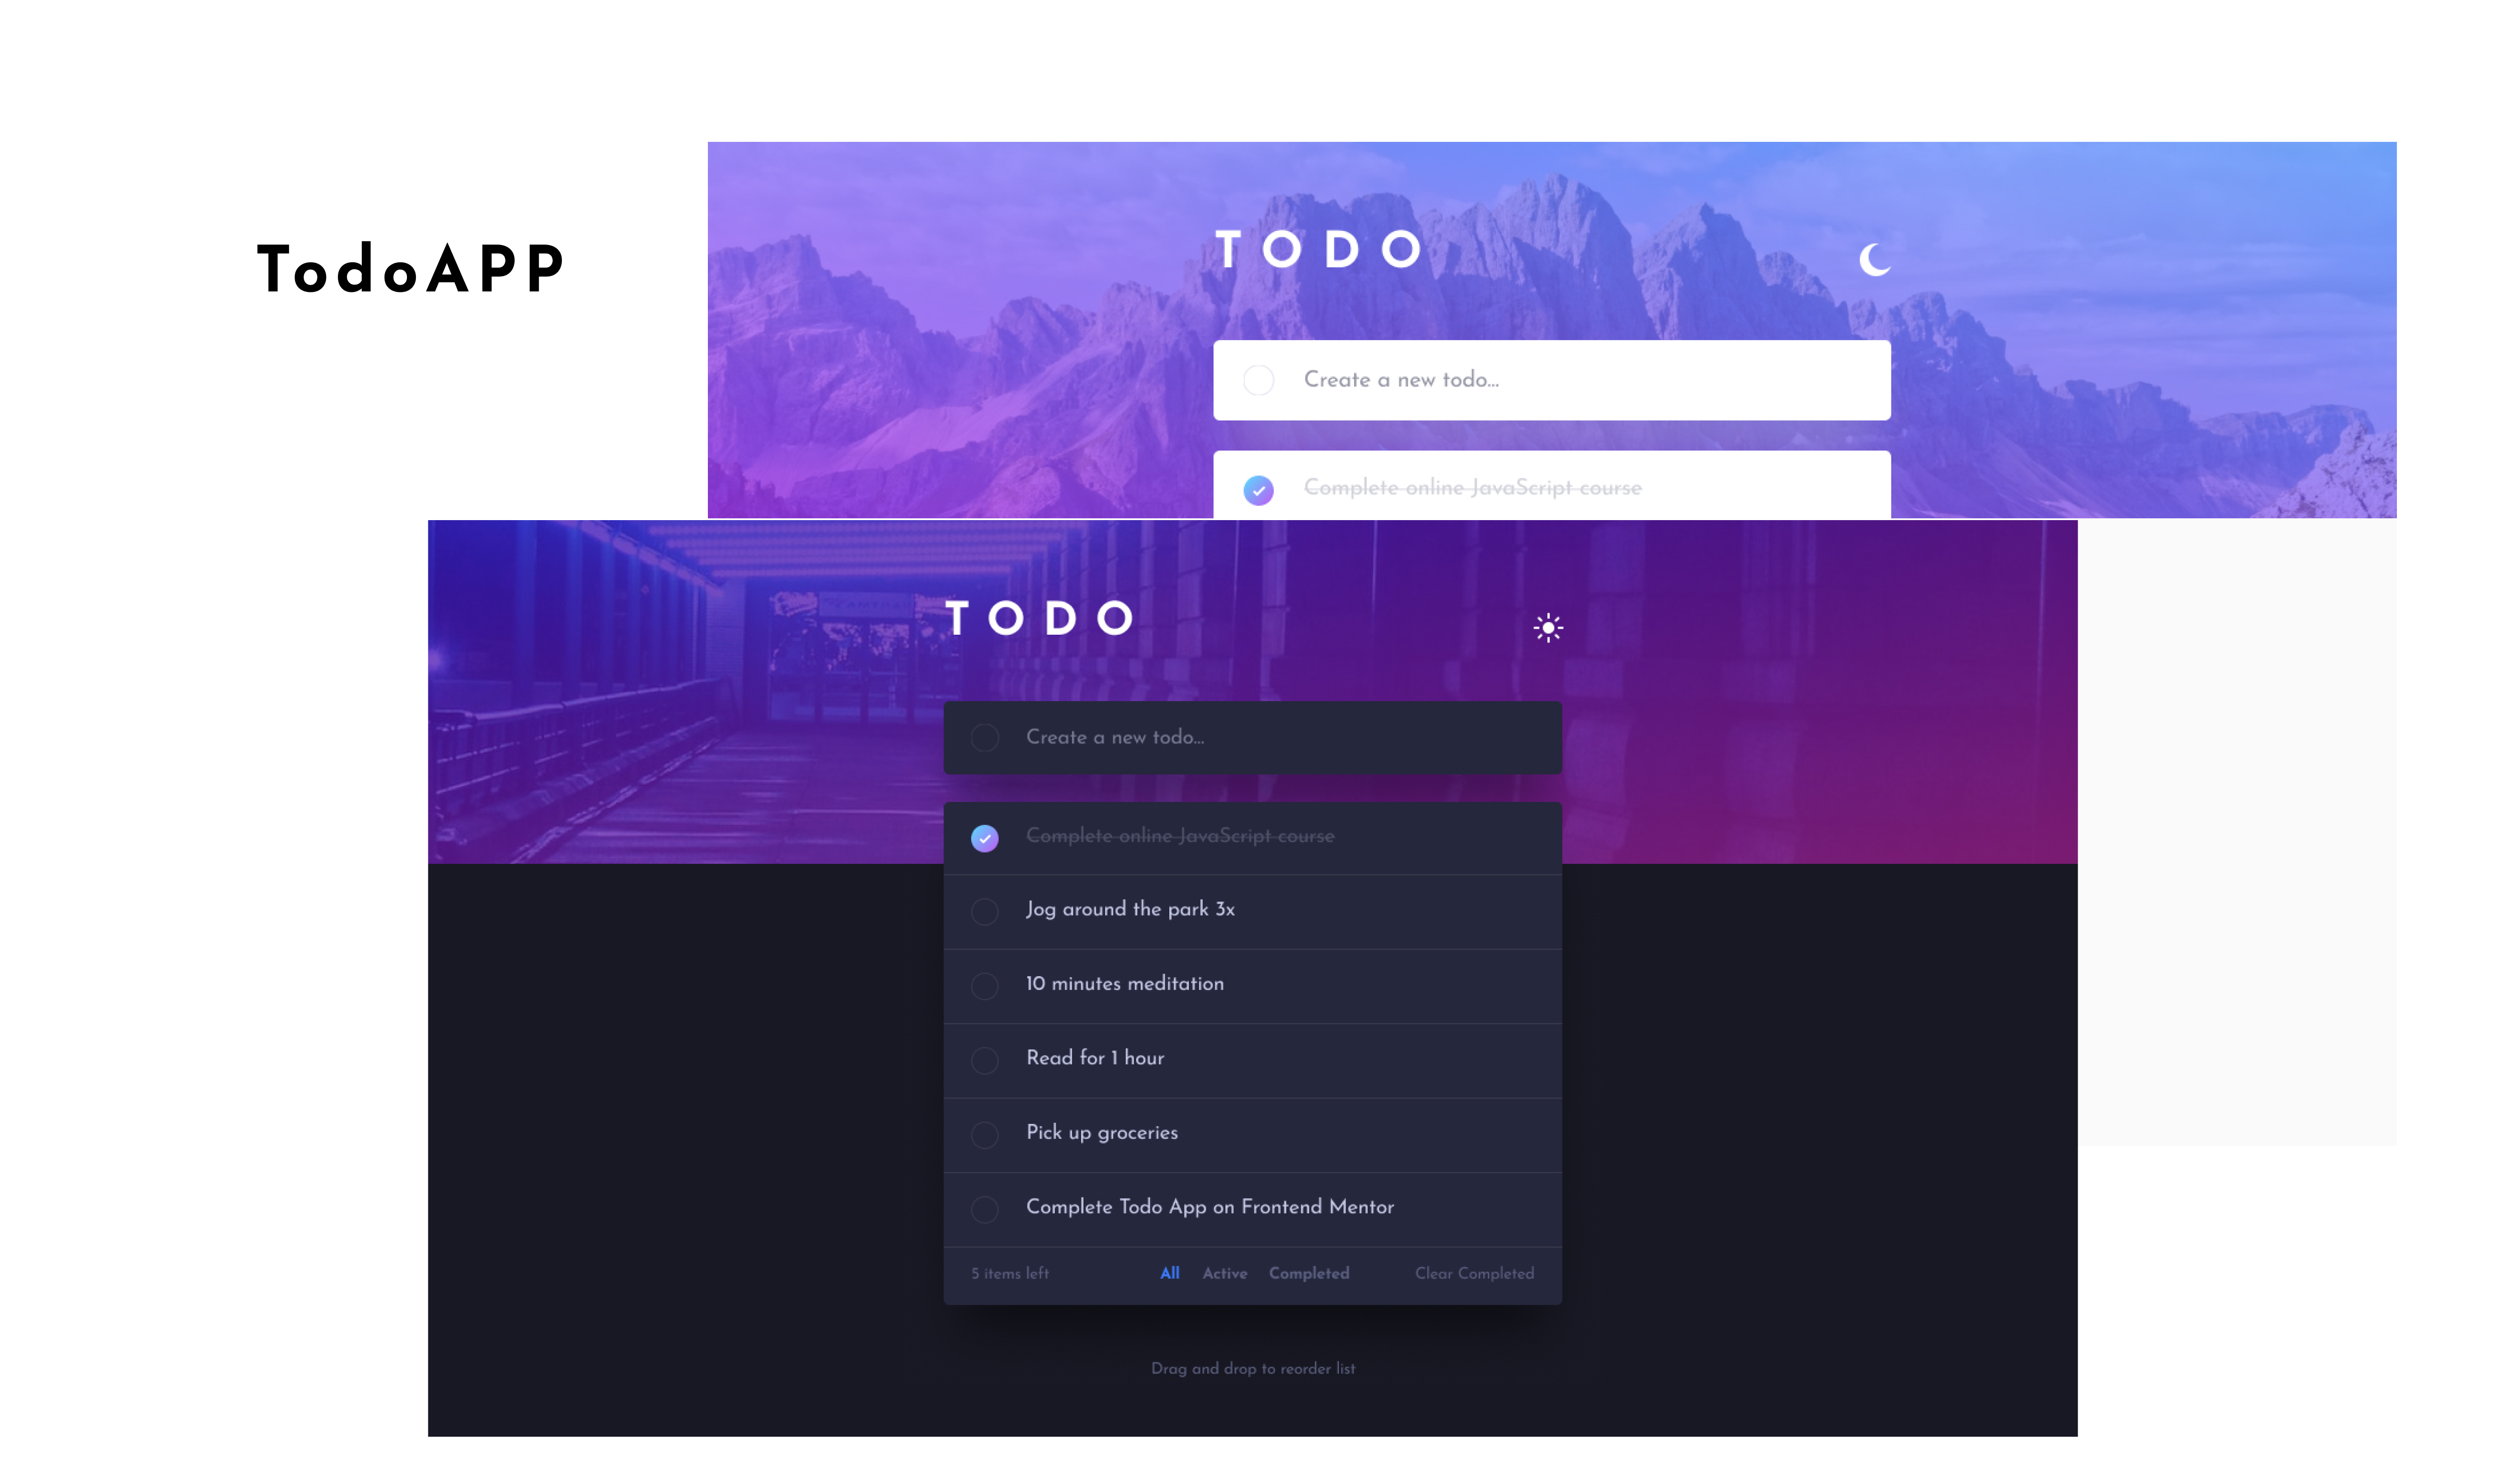 TodoAPP
TODO
Create a new todo...
Complete online JavaScript course
TODO
Create a new todo...
Complete online JavaScript course
Jog around the park 3x
10 minutes meditation
Read for 1 hour
Pick up groceries
Complete Todo App on Frontend Mentor
5 items left All Active Completed Clear Completed
Drag and drop to reorder list